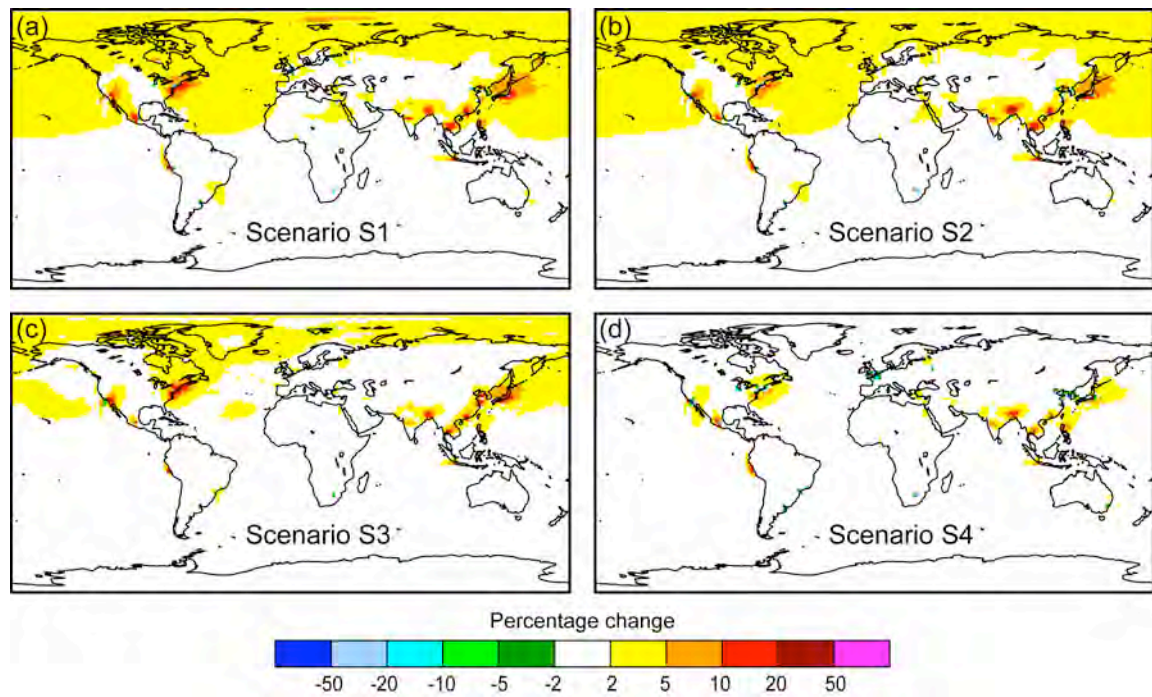 (a)
Scenario S1
(b)
Scenario S2
(c)
Scenario S3
(d)
Scenario S4
Percentage change
-50 -20 -10 -5 -2 2 5 10 20 50